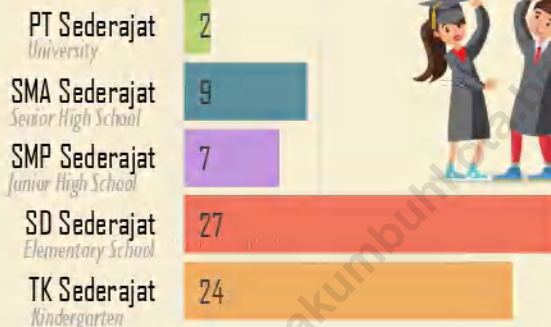 PT Sederajat
University
2
SMA Sederajat
Senior High School
9
SMP Sederajat
Junior High School
7
SD Sederajat
Elementary School
27
TK Sederajat
Kindergarten
24